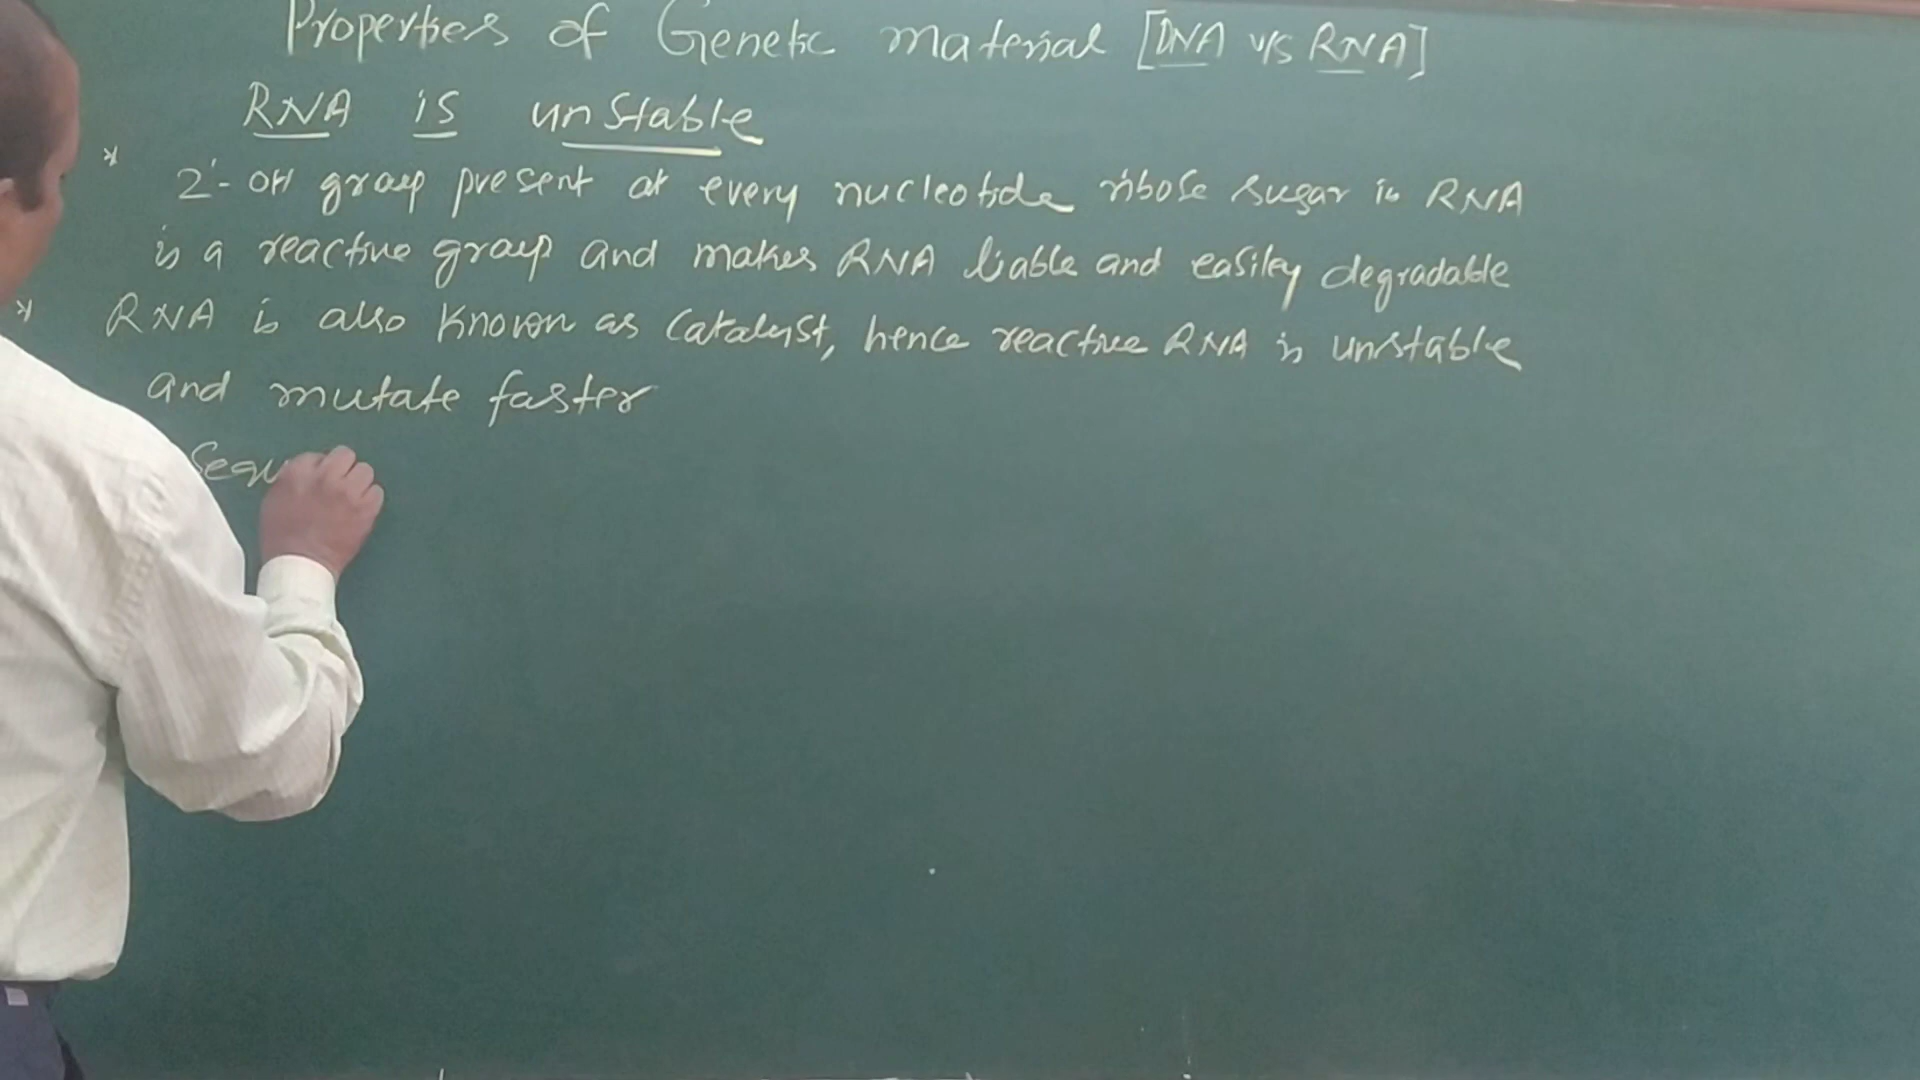 Properties of Genetic material [DNA v/s RNA]
RNA is unstable
* 2'-OH group present at every nucleotide ribose sugar in RNA
is a reactive group and makes RNA liable and easiley degradable
* RNA is also known as catalyst, hence reactive RNA is unstable
and mutate faster
Sequ